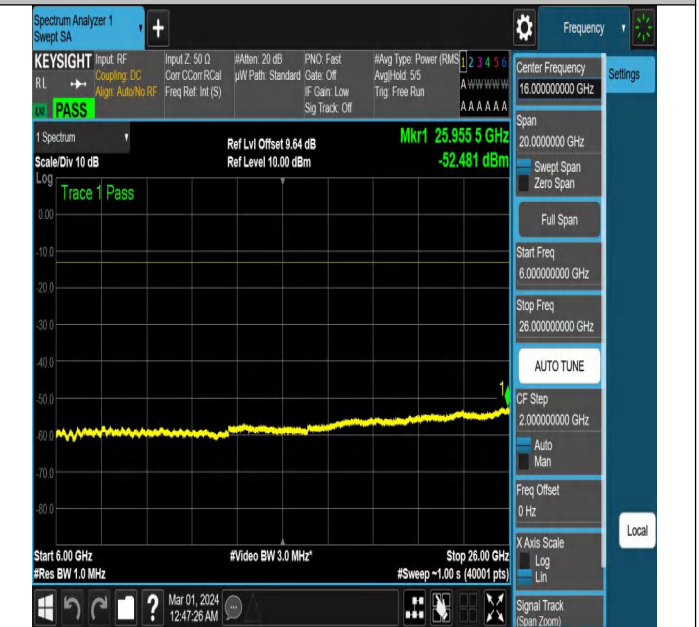 Spectrum Analyzer 1
Swept SA
Frequency
KEYSIGHT
RL
PASS
Input: RF
Coupling: DC
Align: Auto/No RF
Input Z: 50 Ω
Corr CCorr RCal
Freq Ref: Int (S)
#Atten: 20 dB
µW Path: Standard
PNO: Fast
Gate: Off
IF Gain: Low
Sig Track: Off
#Avg Type: Power (RMS
Avg|Hold: 5/5
Trig: Free Run
1 2 3 4 5 6
A W W W W W
A A A A A A
1 Spectrum
Scale/Div 10 dB
Ref Lvl Offset 9.64 dB
Ref Level 10.00 dBm
Mkr1 25.955 5 GHz
-52.481 dBm
Log
Trace 1 Pass
0.00
-10.0
-20.0
-30.0
-40.0
-50.0
-60.0
-70.0
-80.0
1
Start 6.00 GHz
#Res BW 1.0 MHz
#Video BW 3.0 MHz*
Stop 26.00 GHz
#Sweep ~1.00 s (40001 pts)
Center Frequency
16.000000000 GHz
Settings
Span
20.0000000 GHz
Swept Span
Zero Span
Full Span
Start Freq
6.000000000 GHz
Stop Freq
26.000000000 GHz
AUTO TUNE
CF Step
2.000000000 GHz
Auto
Man
Freq Offset
0 Hz
X Axis Scale
Log
Lin
Local
Signal Track
(Span Zoom)
?
Mar 01, 2024
12:47:26 AM